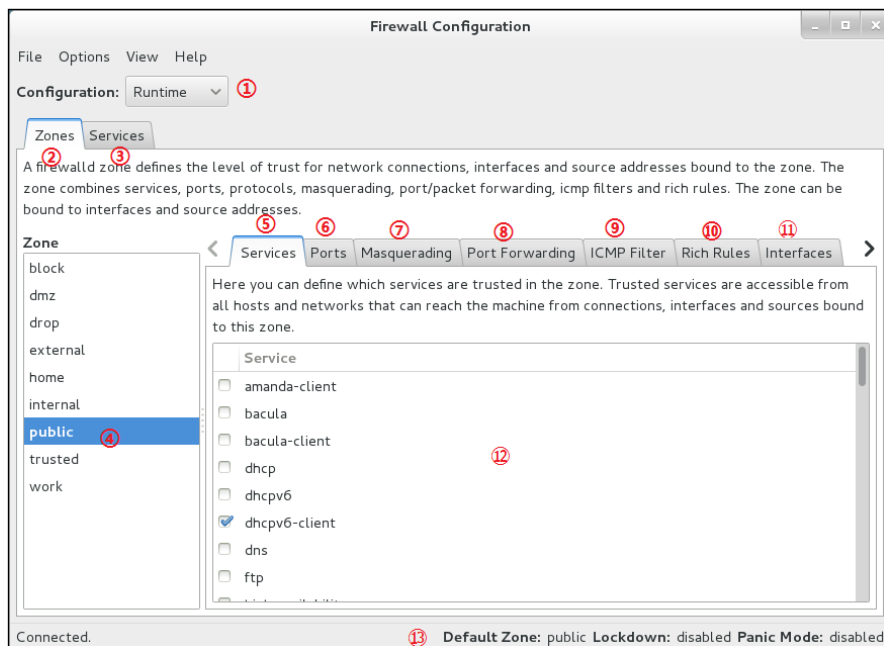 Firewall Configuration
File Options View Help
Configuration: Runtime ①
Zones Services
② ③
A firewalld zone defines the level of trust for network connections, interfaces and source addresses bound to the zone. The
zone combines services, ports, protocols, masquerading, port/packet forwarding, icmp filters and rich rules. The zone can be
bound to interfaces and source addresses.
⑤ ⑥ ⑦ ⑧ ⑨ ⑩ ⑪
Zone
Services Ports Masquerading Port Forwarding ICMP Filter Rich Rules Interfaces
block
dmz
drop
external
home
internal
public ④
trusted
work
Here you can define which services are trusted in the zone. Trusted services are accessible from
all hosts and networks that can reach the machine from connections, interfaces and sources bound
to this zone.
Service
amanda-client
bacula
bacula-client
⑫
dhcp
dhcpv6
dhcpv6-client
dns
ftp
Connected.
⑬ Default Zone: public Lockdown: disabled Panic Mode: disabled